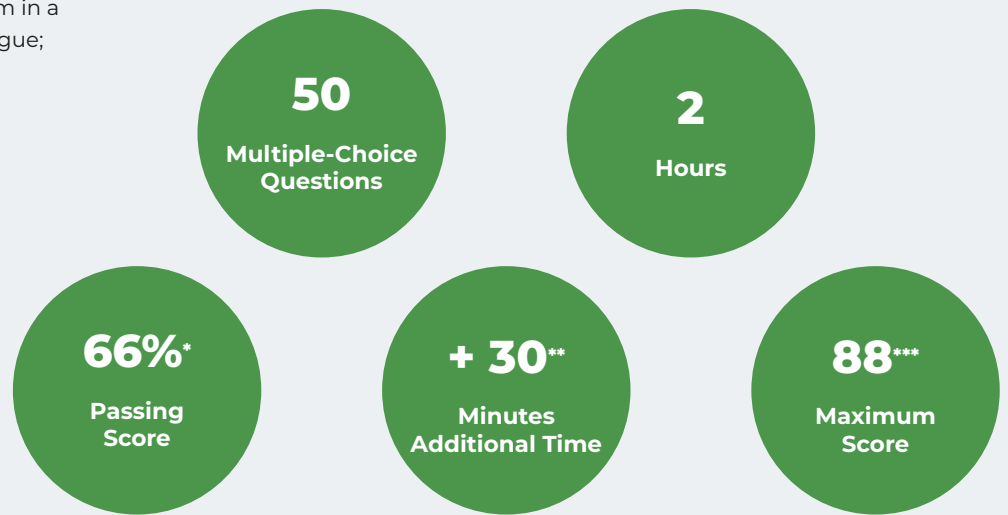 m in a
gue;
50
Multiple-Choice
Questions
2
Hours
66%*
Passing
Score
+ 30**
Minutes
Additional Time
88***
Maximum
Score